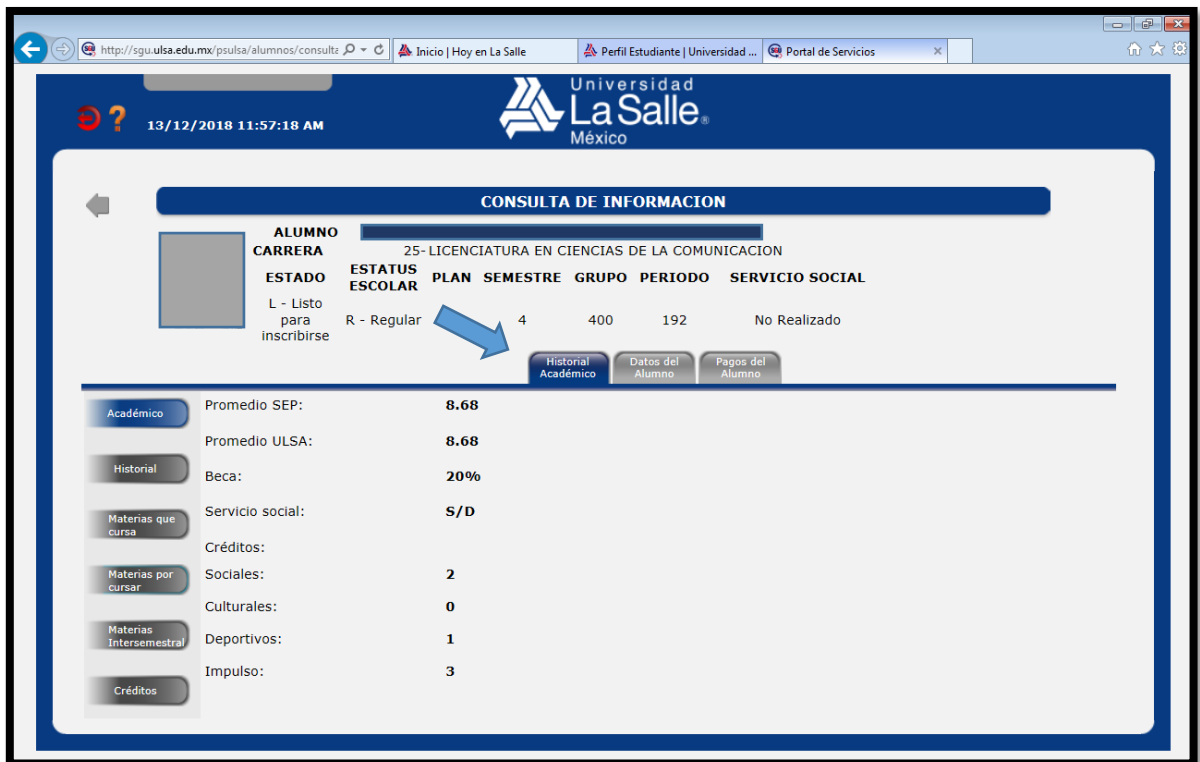 http://sgu.ulsa.edu.mx/psulsa/alumnos/consulta
Inicio | Hoy en La Salle
Perfil Estudiante | Universidad ...
Portal de Servicios
13/12/2018 11:57:18 AM
Universidad
La Salle®
México
CONSULTA DE INFORMACION
ALUMNO
CARRERA 25- LICENCIATURA EN CIENCIAS DE LA COMUNICACION
ESTADO ESTATUS ESCOLAR PLAN SEMESTRE GRUPO PERIODO SERVICIO SOCIAL
L - Listo para inscribirse R - Regular 4 400 192 No Realizado
Historial Académico
Datos del Alumno
Pagos del Alumno
Académico
Historial
Materias que cursa
Materias por cursar
Materias Intersemestral
Créditos
Promedio SEP: 8.68
Promedio ULSA: 8.68
Beca: 20%
Servicio social: S/D
Créditos:
Sociales: 2
Culturales: 0
Deportivos: 1
Impulso: 3